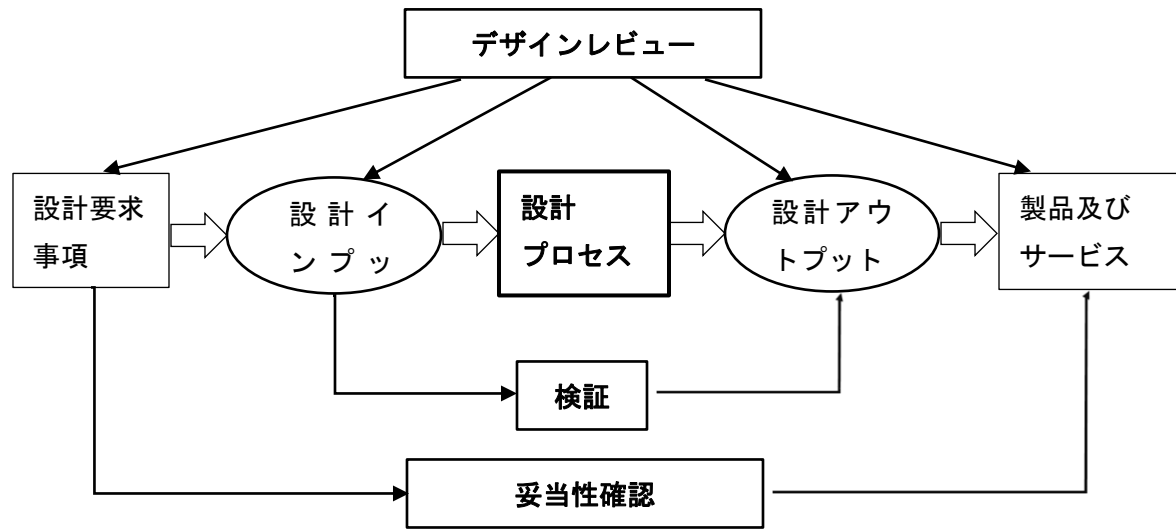 デザインレビュー
設計要求
事項
設計イ
ンプッ
設計
プロセス
設計アウ
トプット
製品及び
サービス
検証
妥当性確認